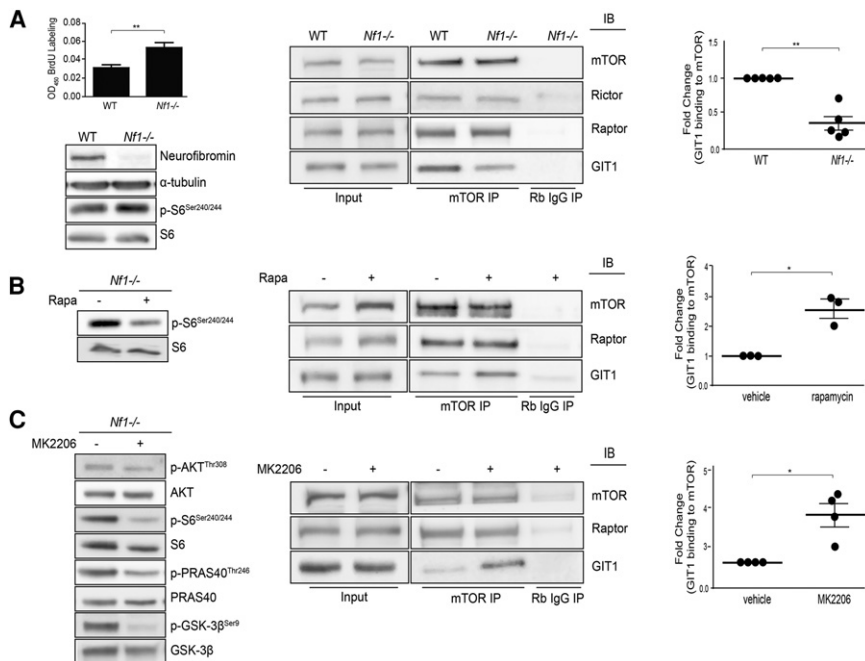 A
**
OD450 BrdU Labeling
0.08
0.06
0.04
0.02
0.00
WT Nf1-/-
WT Nf1-/-
Neurofibromin
α-tubulin
p-S6Ser240/244
S6
IB
WT Nf1-/- WT Nf1-/- Nf1-/-
mTOR
Rictor
Raptor
GIT1
Input mTOR IP Rb IgG IP
Fold Change
(GIT1 binding to mTOR)
**
1.5
1.0
0.5
0.0
WT Nf1-/-
B
Nf1-/-
Rapa - +
p-S6Ser240/244
S6
IB
Rapa - + - + +
mTOR
Raptor
GIT1
Input mTOR IP Rb IgG IP
Fold Change
(GIT1 binding to mTOR)
*
4
3
2
1
0
vehicle rapamycin
C
Nf1-/-
MK2206 - +
p-AKTThr308
AKT
p-S6Ser240/244
S6
p-PRAS40Thr246
PRAS40
p-GSK-3βSer9
GSK-3β
IB
MK2206 - + - + +
mTOR
Raptor
GIT1
Input mTOR IP Rb IgG IP
Fold Change
(GIT1 binding to mTOR)
*
5
4
3
0.0
vehicle MK2206